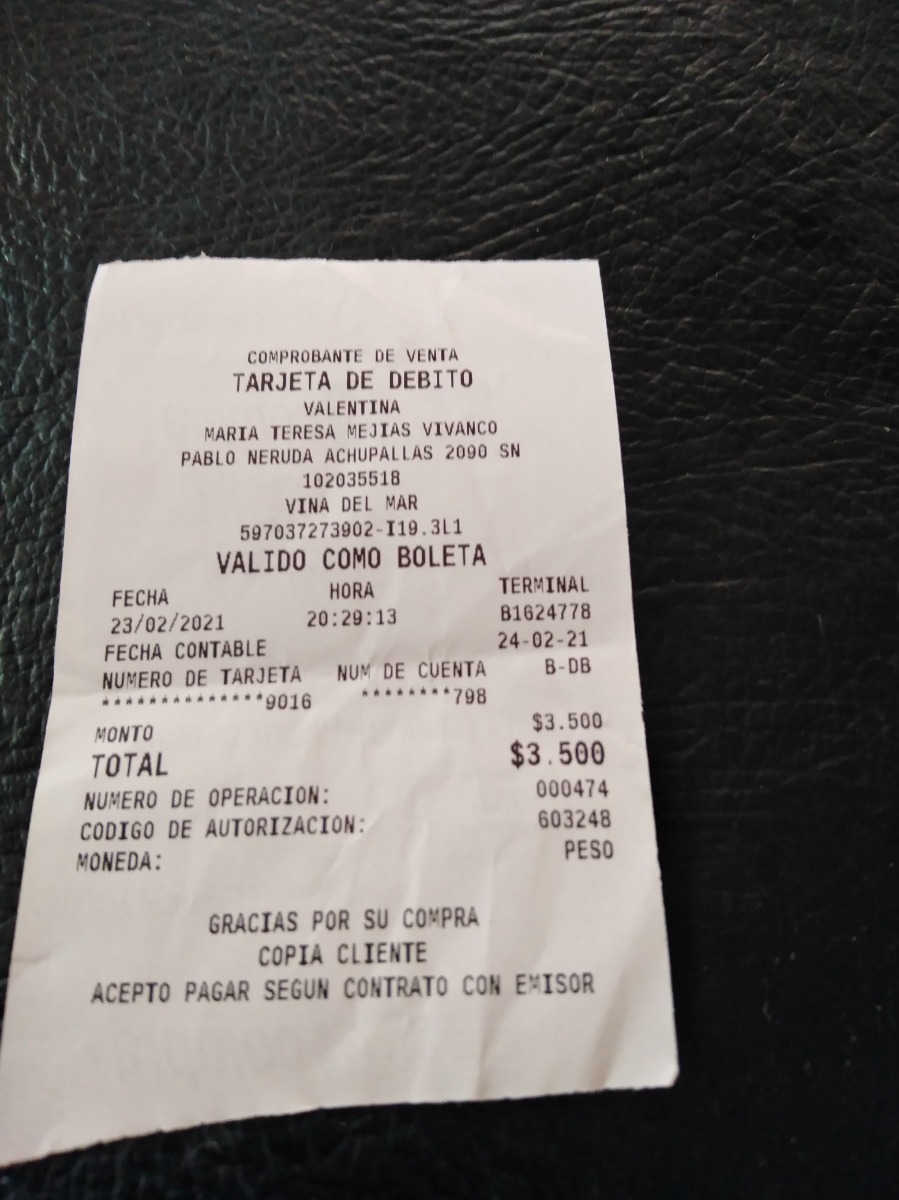 COMPROBANTE DE VENTA
TARJETA DE DEBITO
VALENTINA
MARIA TERESA MEJIAS VIVANCO
PABLO NERUDA ACHUPALLAS 2090 SN
102035518
VINA DEL MAR
597037273902-I19.3L1
VALIDO COMO BOLETA
FECHA HORA TERMINAL
23/02/2021 20:29:13 B1624778
FECHA CONTABLE 24-02-21
NUMERO DE TARJETA NUM DE CUENTA B-DB
**************9016 ********798
MONTO $3.500
TOTAL $3.500
NUMERO DE OPERACION: 000474
CODIGO DE AUTORIZACION: 603248
MONEDA: PESO
GRACIAS POR SU COMPRA
COPIA CLIENTE
ACEPTO PAGAR SEGUN CONTRATO CON EMISOR